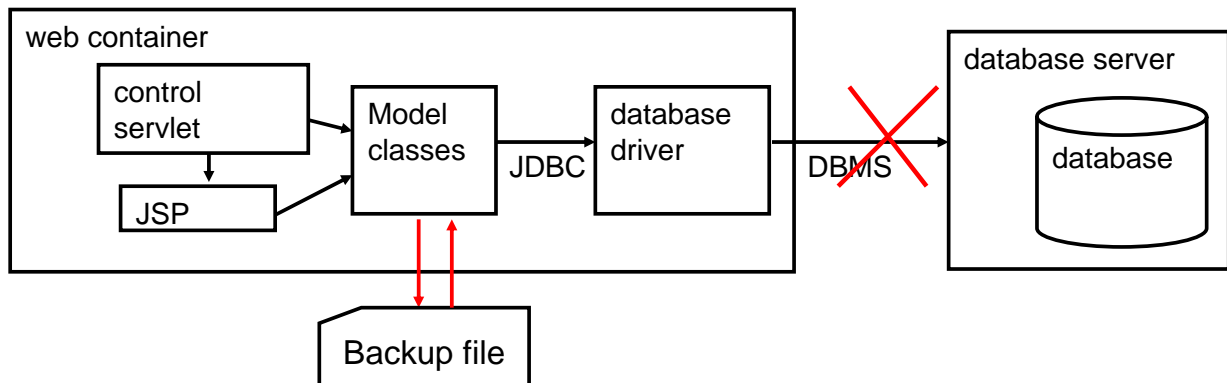 web container
database server
control
servlet
Model
classes
database
driver
database
JDBC
DBMS
JSP
Backup file